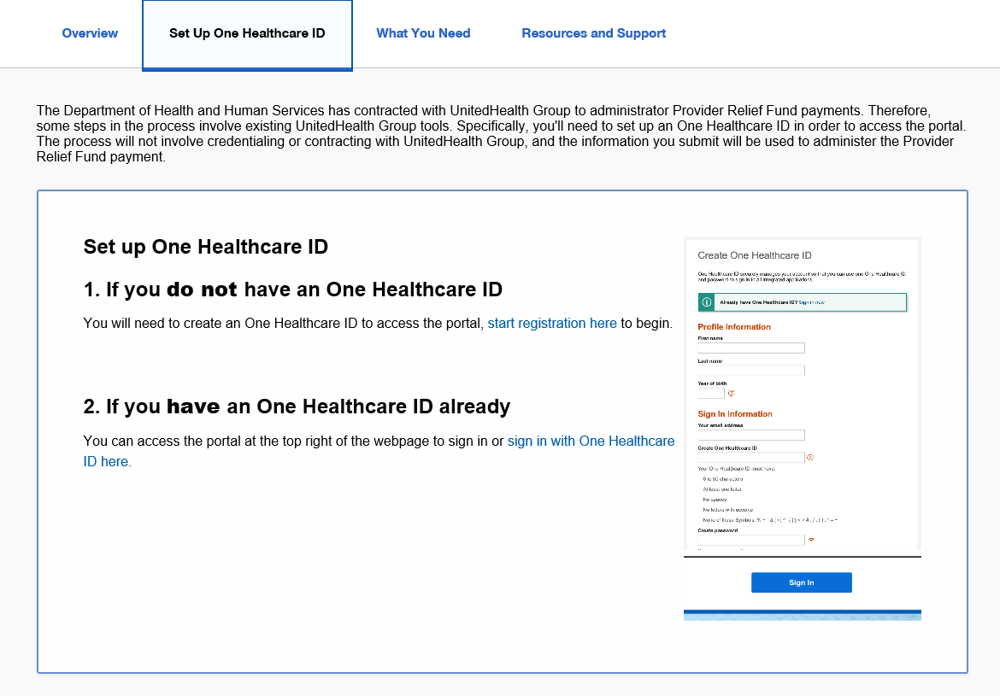 Overview
Set Up One Healthcare ID
What You Need
Resources and Support
The Department of Health and Human Services has contracted with UnitedHealth Group to administrator Provider Relief Fund payments. Therefore,
some steps in the process involve existing UnitedHealth Group tools. Specifically, you'll need to set up an One Healthcare ID in order to access the portal.
The process will not involve credentialing or contracting with UnitedHealth Group, and the information you submit will be used to administer the Provider
Relief Fund payment.
Set up One Healthcare ID
1. If you do not have an One Healthcare ID
You will need to create an One Healthcare ID to access the portal, start registration here to begin.
2. If you have an One Healthcare ID already
You can access the portal at the top right of the webpage to sign in or sign in with One Healthcare
ID here.
Create One Healthcare ID
One Healthcare ID securely manages your account so that you can use one One Healthcare ID
and password to sign in to all integrated applications.
Already have One Healthcare ID? Sign in now
Profile Information
First name
Last name
Year of birth
Sign In Information
Your email address
Create One Healthcare ID
Your One Healthcare ID must have:
6 to 50 characters
At least one letter
No spaces
No letters with accents
None of these Symbols:
Create password
Sign In